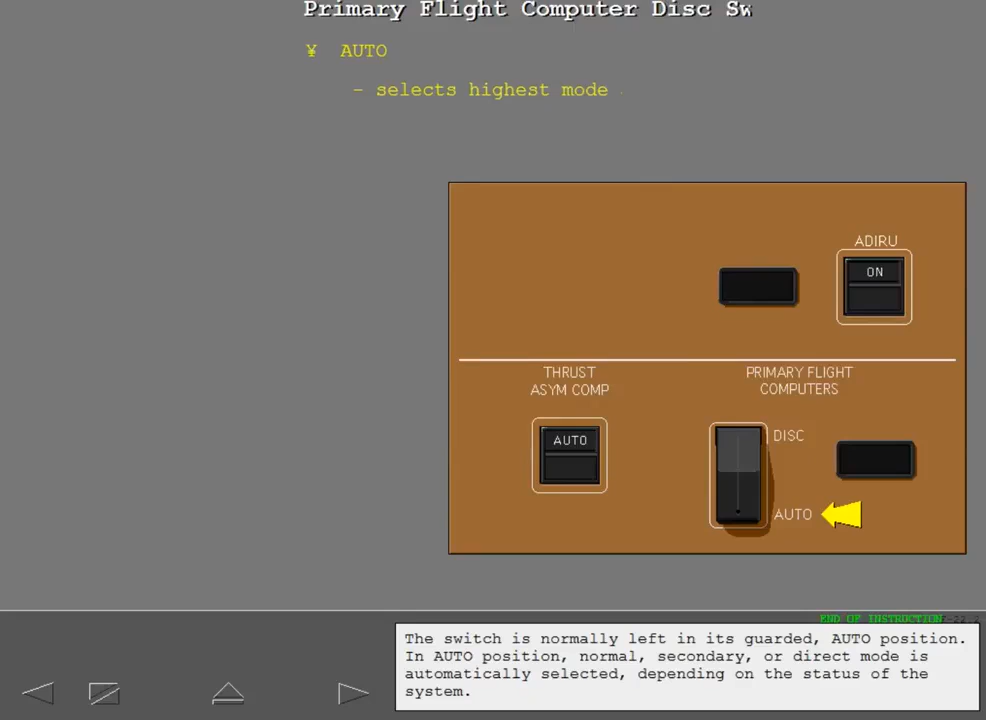 Primary Flight Computer Disc Sw
¥ AUTO
- selects highest mode
ADIRU
ON
THRUST
ASYM COMP
PRIMARY FLIGHT
COMPUTERS
AUTO
DISC
AUTO
END OF INSTRUCTION
The switch is normally left in its guarded, AUTO position.
In AUTO position, normal, secondary, or direct mode is
automatically selected, depending on the status of the
system.